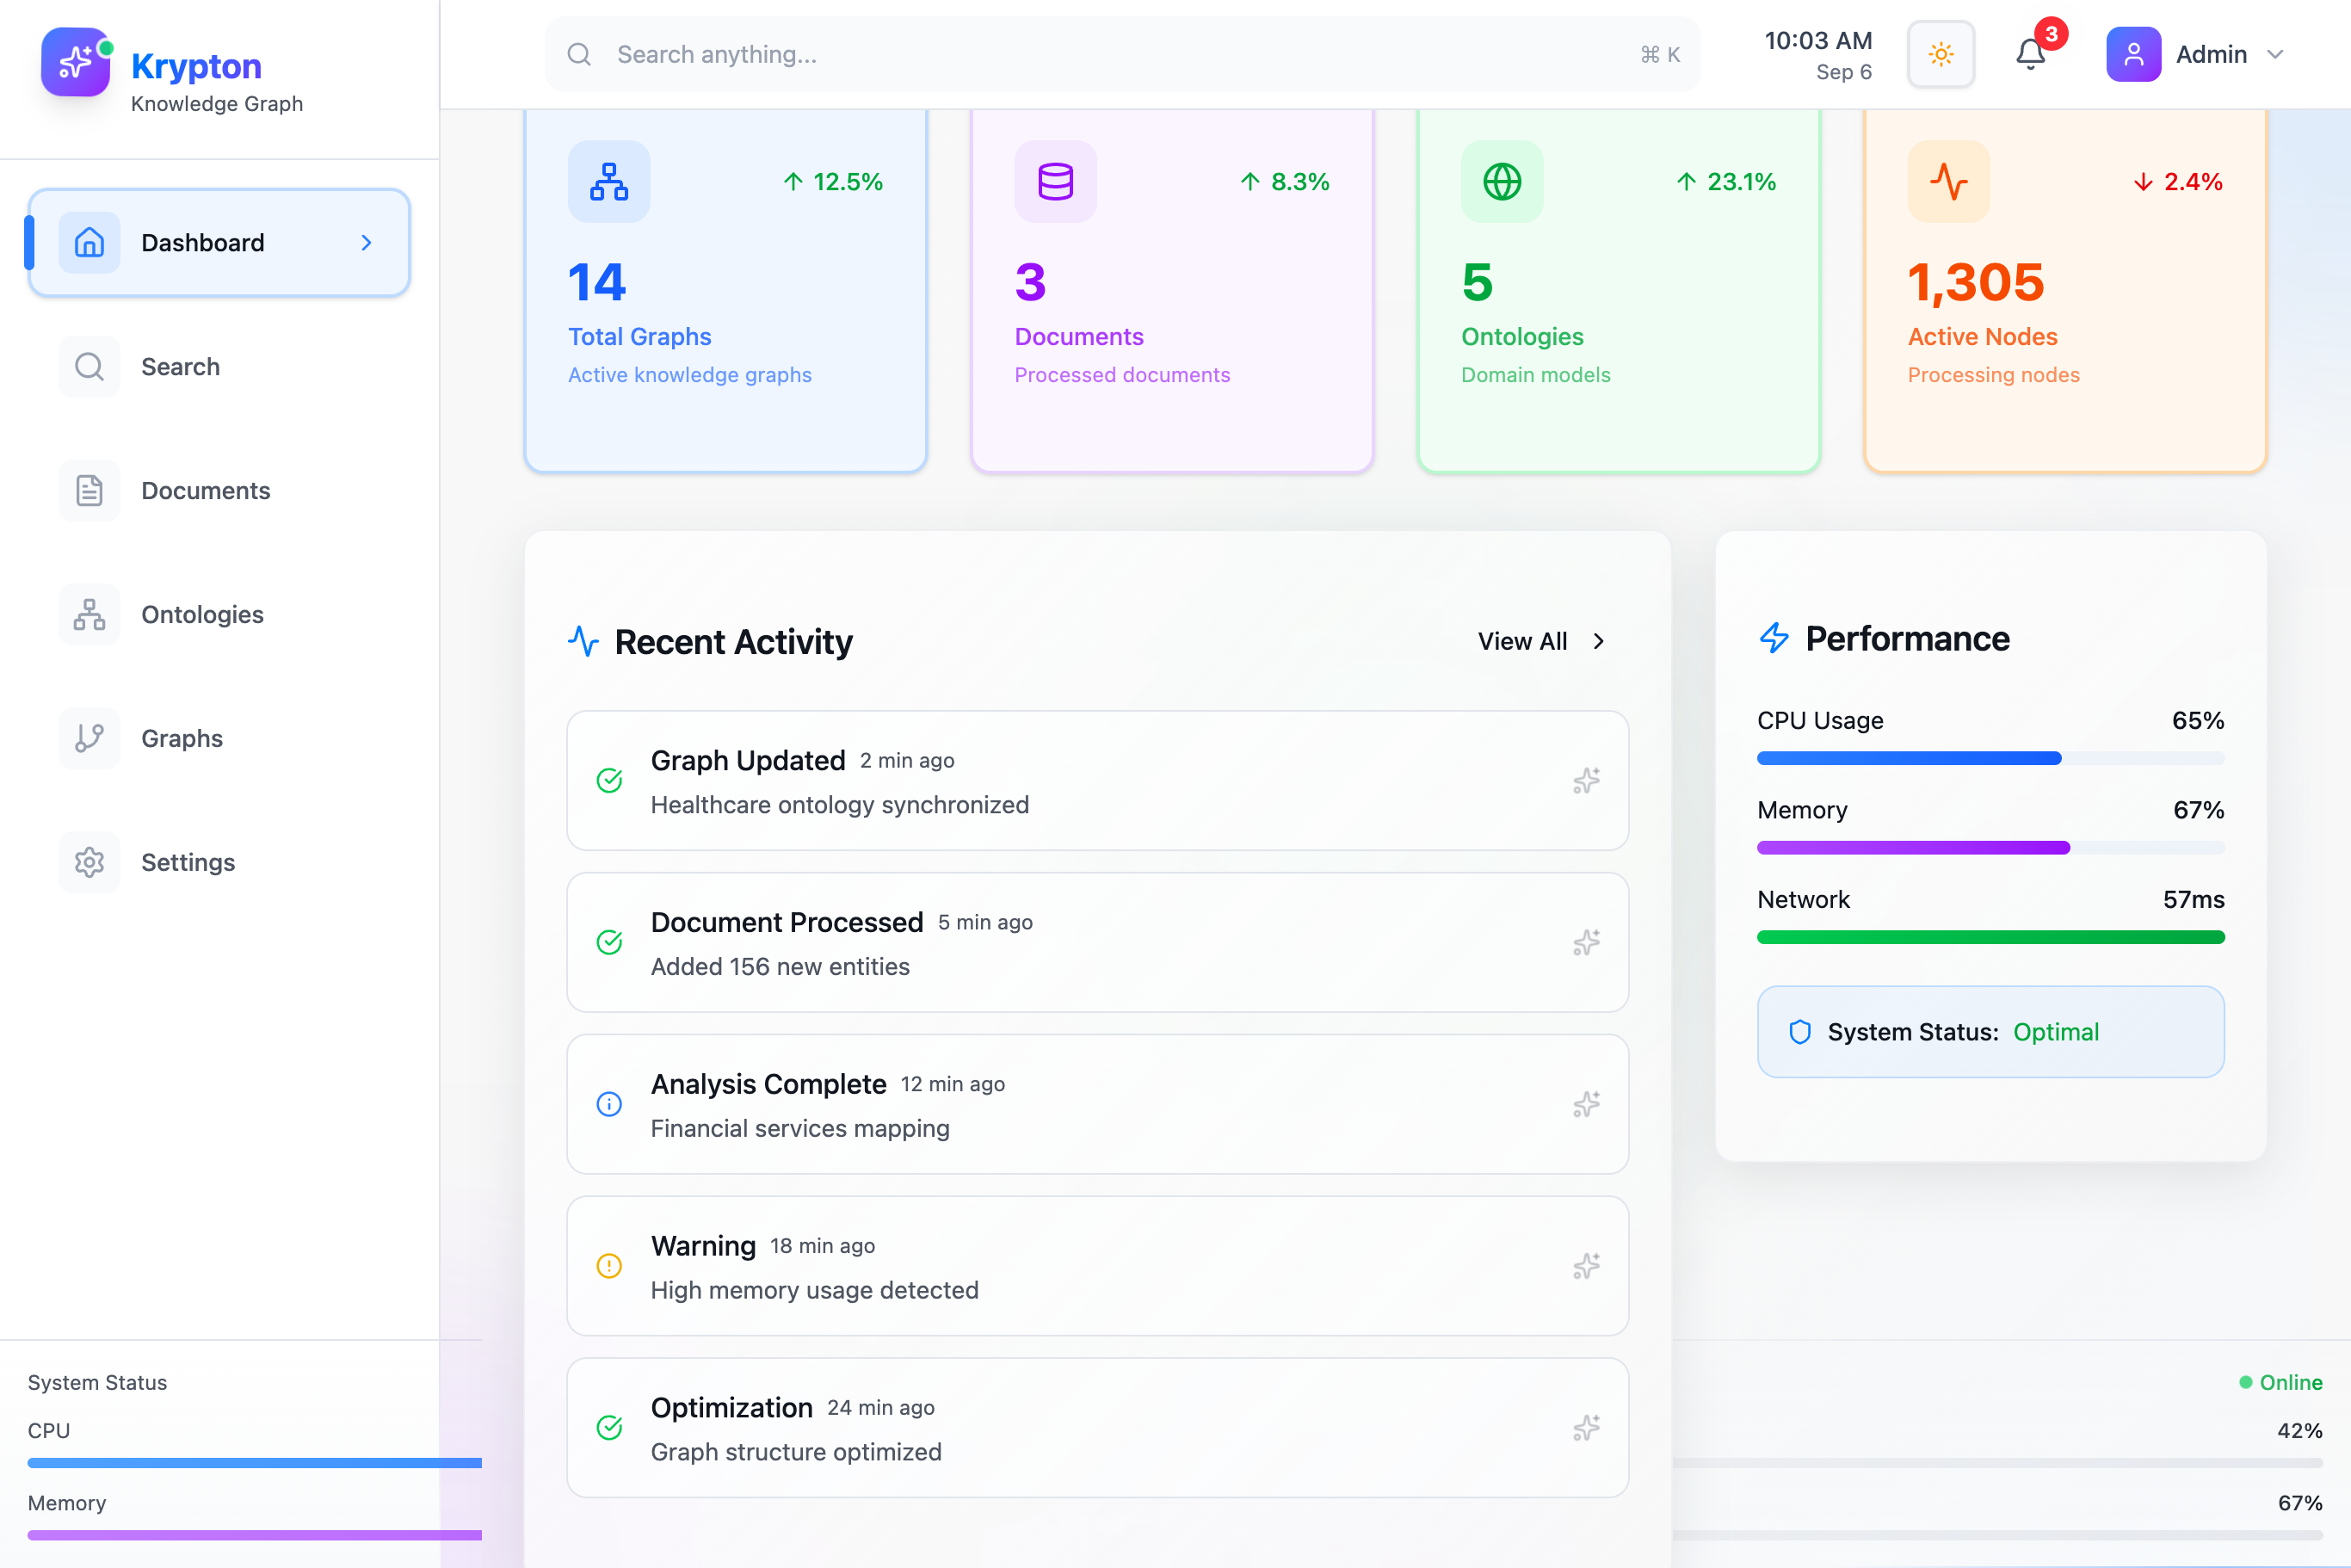 Krypton
Knowledge Graph
Search anything...
⌘ K
10:03 AM
Sep 6
3
Admin
Dashboard
Search
Documents
Ontologies
Graphs
Settings
12.5%
14
Total Graphs
Active knowledge graphs
8.3%
3
Documents
Processed documents
23.1%
5
Ontologies
Domain models
2.4%
1,305
Active Nodes
Processing nodes
Recent Activity
View All
Graph Updated 2 min ago
Healthcare ontology synchronized
Document Processed 5 min ago
Added 156 new entities
Analysis Complete 12 min ago
Financial services mapping
Warning 18 min ago
High memory usage detected
Optimization 24 min ago
Graph structure optimized
Performance
CPU Usage 65%
Memory 67%
Network 57ms
System Status: Optimal
System Status
Online
CPU
42%
Memory
67%